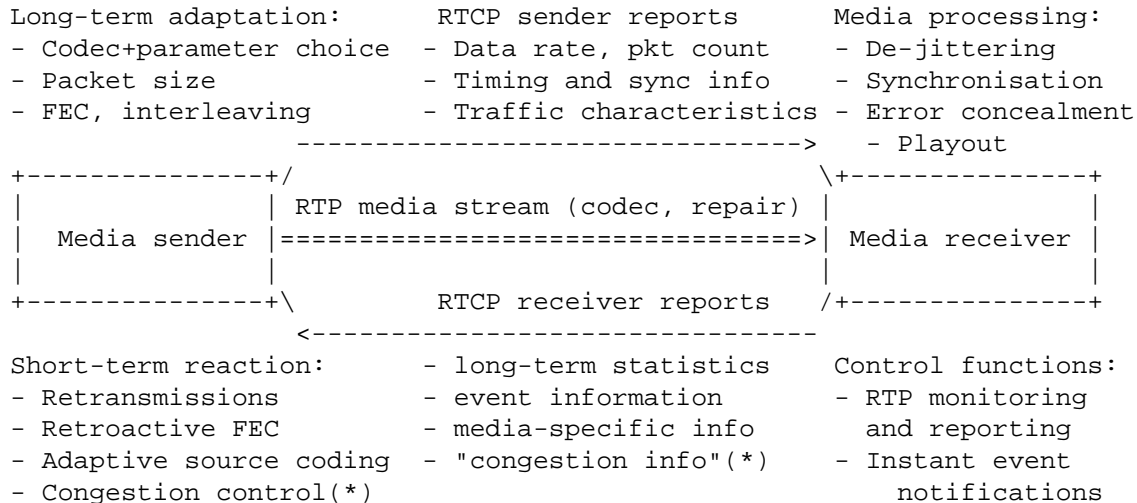 Long-term adaptation:       RTCP sender reports      Media processing:
- Codec+parameter choice  - Data rate, pkt count     - De-jittering
- Packet size             - Timing and sync info     - Synchronisation
- FEC, interleaving       - Traffic characteristics - Error concealment
                  -------------------------------->   - Playout
+---------------+/                                 \+---------------+
|               | RTP media stream (codec, repair) |               |
|  Media sender |=================================>| Media receiver |
|               |                                  |               |
+---------------+\         RTCP receiver reports   /+---------------+
                  <--------------------------------
Short-term reaction:      - long-term statistics     Control functions:
- Retransmissions         - event information        - RTP monitoring
- Retroactive FEC         - media-specific info        and reporting
- Adaptive source coding  - "congestion info"(*)     - Instant event
- Congestion control(*)                                  notifications